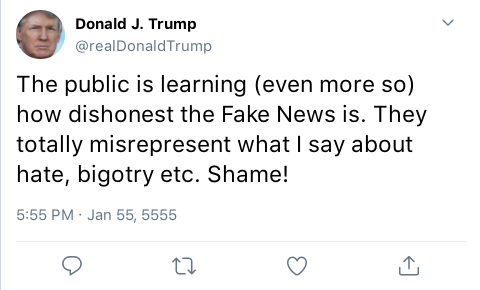 Donald J. Trump
@realDonaldTrump
The public is learning (even more so)
how dishonest the Fake News is. They
totally misrepresent what I say about
hate, bigotry etc. Shame!
5:55 PM · Jan 55, 5555